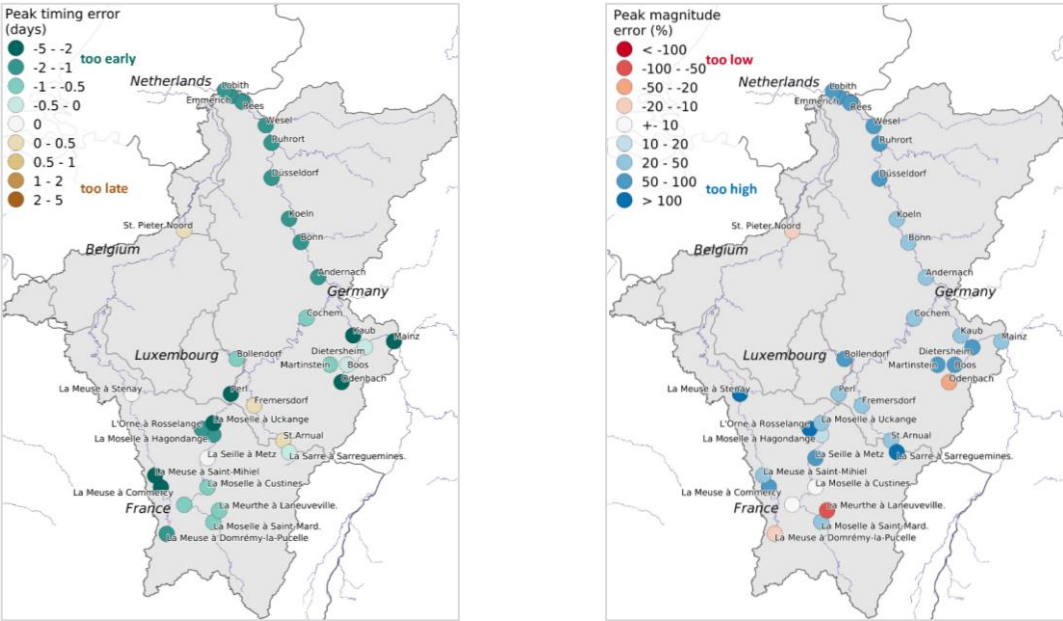 Peak timing error
(days)
-5 - -2
too early
-2 - -1
-1 - -0.5
-0.5 - 0
0
0 - 0.5
0.5 - 1
1 - 2
too late
2 - 5
Netherlands
Lobith
Emmerich
Rees
Wesel
Ruhrort
Düsseldorf
Koeln
St. Pieter Noord
Bonn
Belgium
Andernach
Germany
Cochem
Kaub
Mainz
Luxembourg
Bollendorf
Dietersheim
Martinstein
Boos
Odenbach
La Meuse à Stenay
Perl
Fremersdorf
L'Orne à Rosselange
La Moselle à Uckange
La Moselle à Hagondange
St.Arnual
La Seille à Metz
La Sarre à Sarreguemines.
La Meuse à Saint-Mihiel
La Moselle à Custines
La Meuse à Commercy
France
La Meurthe à Laneuveville.
La Moselle à Saint-Mard.
La Meuse à Domrémy-la-Pucelle
Peak magnitude
error (%)
< -100
too low
-100 - -50
-50 - -20
-20 - -10
+- 10
10 - 20
20 - 50
50 - 100
too high
> 100
Netherlands
Lobith
Emmerich
Rees
Wesel
Ruhrort
Düsseldorf
Koeln
St. Pieter Noord
Bonn
Belgium
Andernach
Germany
Cochem
Kaub
Mainz
Luxembourg
Bollendorf
Dietersheim
Martinstein
Boos
Odenbach
La Meuse à Stenay
Perl
Fremersdorf
L'Orne à Rosselange
La Moselle à Uckange
La Moselle à Hagondange
St.Arnual
La Seille à Metz
La Sarre à Sarreguemines.
La Meuse à Saint-Mihiel
La Moselle à Custines
La Meuse à Commercy
France
La Meurthe à Laneuveville.
La Moselle à Saint-Mard.
La Meuse à Domrémy-la-Pucelle